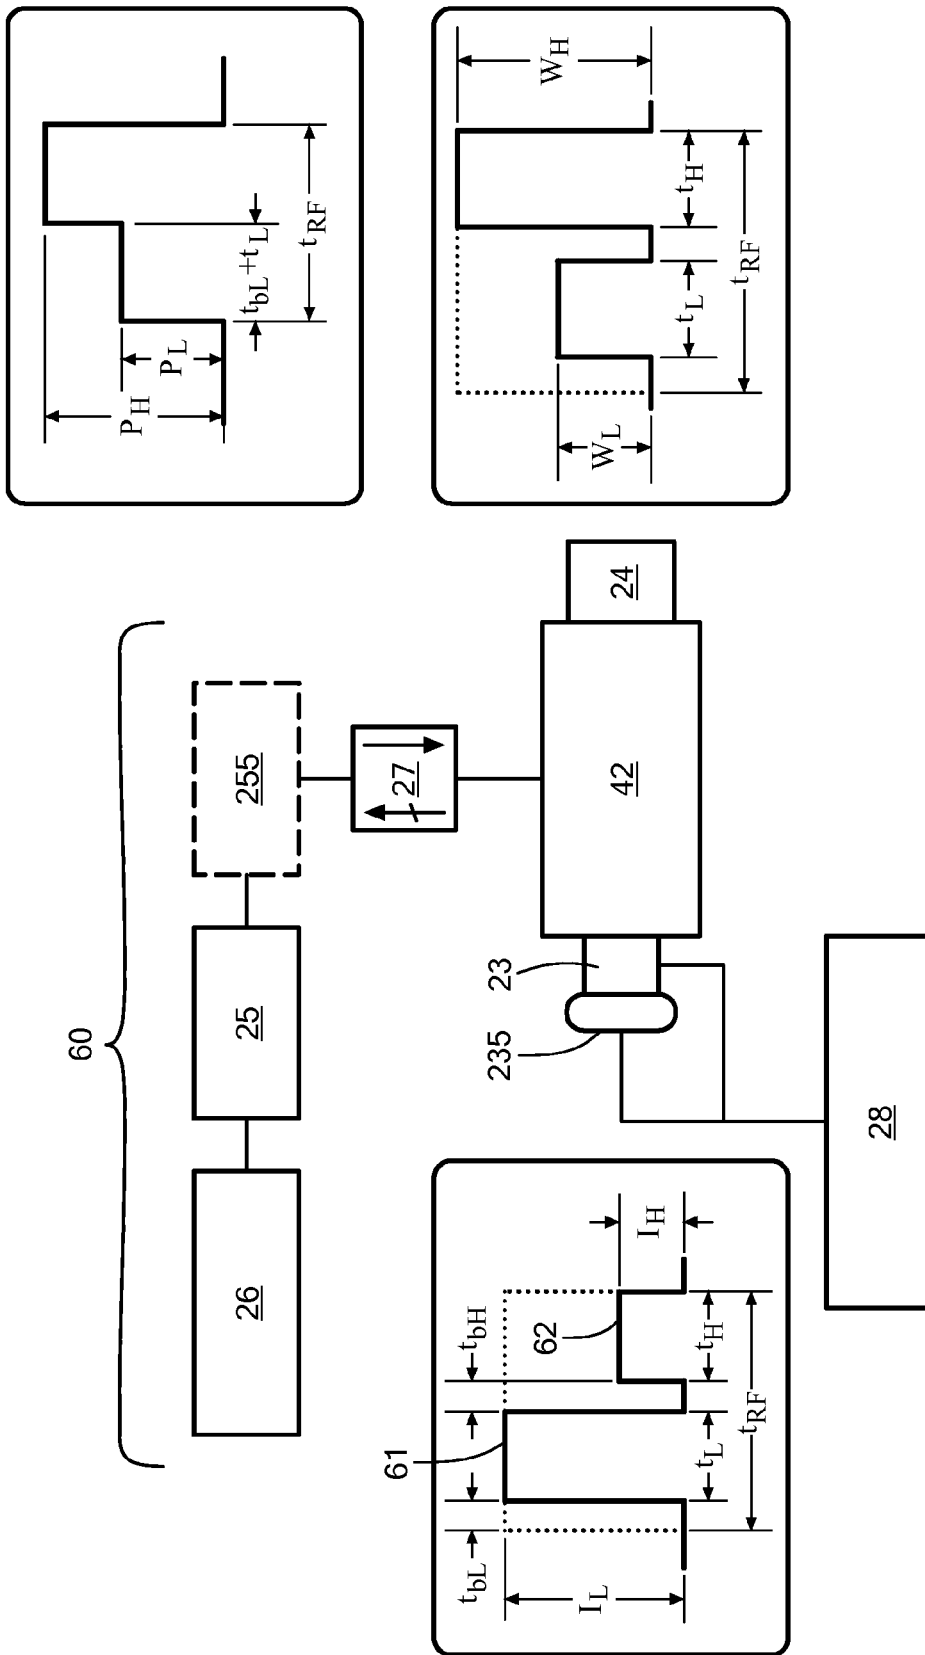 60
26
25
255
27
42
24
23
235
28
P_H
P_L
t_bL+t_L
t_RF
W_L
W_H
t_L
t_H
t_RF
61
62
t_bL
t_bH
I_L
I_H
t_L
t_H
t_RF